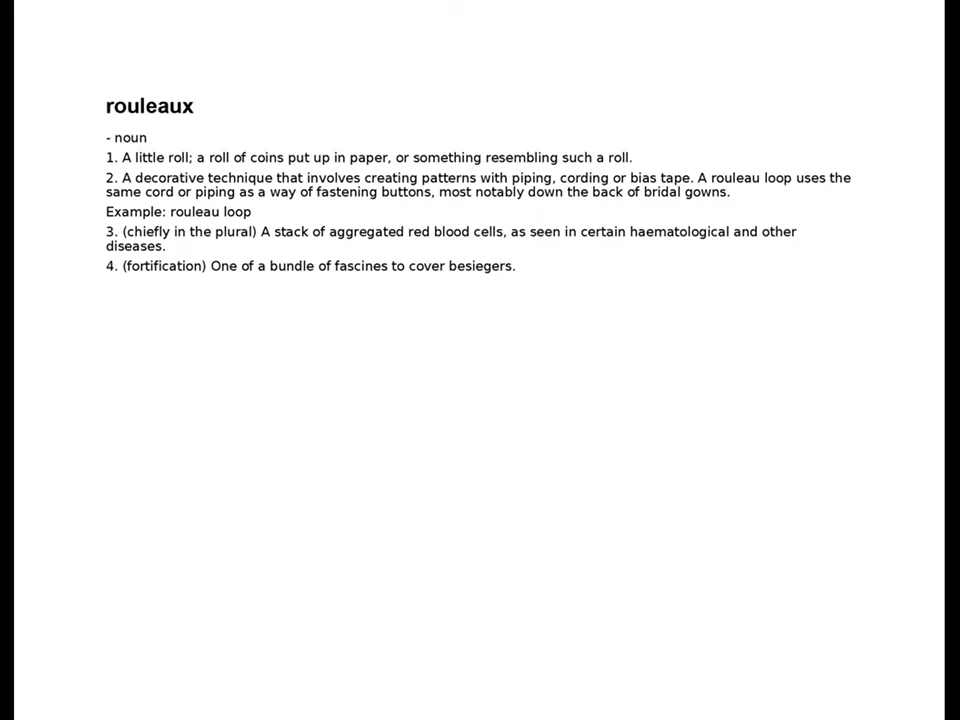 rouleaux
- noun
1. A little roll; a roll of coins put up in paper, or something resembling such a roll.
2. A decorative technique that involves creating patterns with piping, cording or bias tape. A rouleau loop uses the
same cord or piping as a way of fastening buttons, most notably down the back of bridal gowns.
Example: rouleau loop
3. (chiefly in the plural) A stack of aggregated red blood cells, as seen in certain haematological and other
diseases.
4. (fortification) One of a bundle of fascines to cover besiegers.